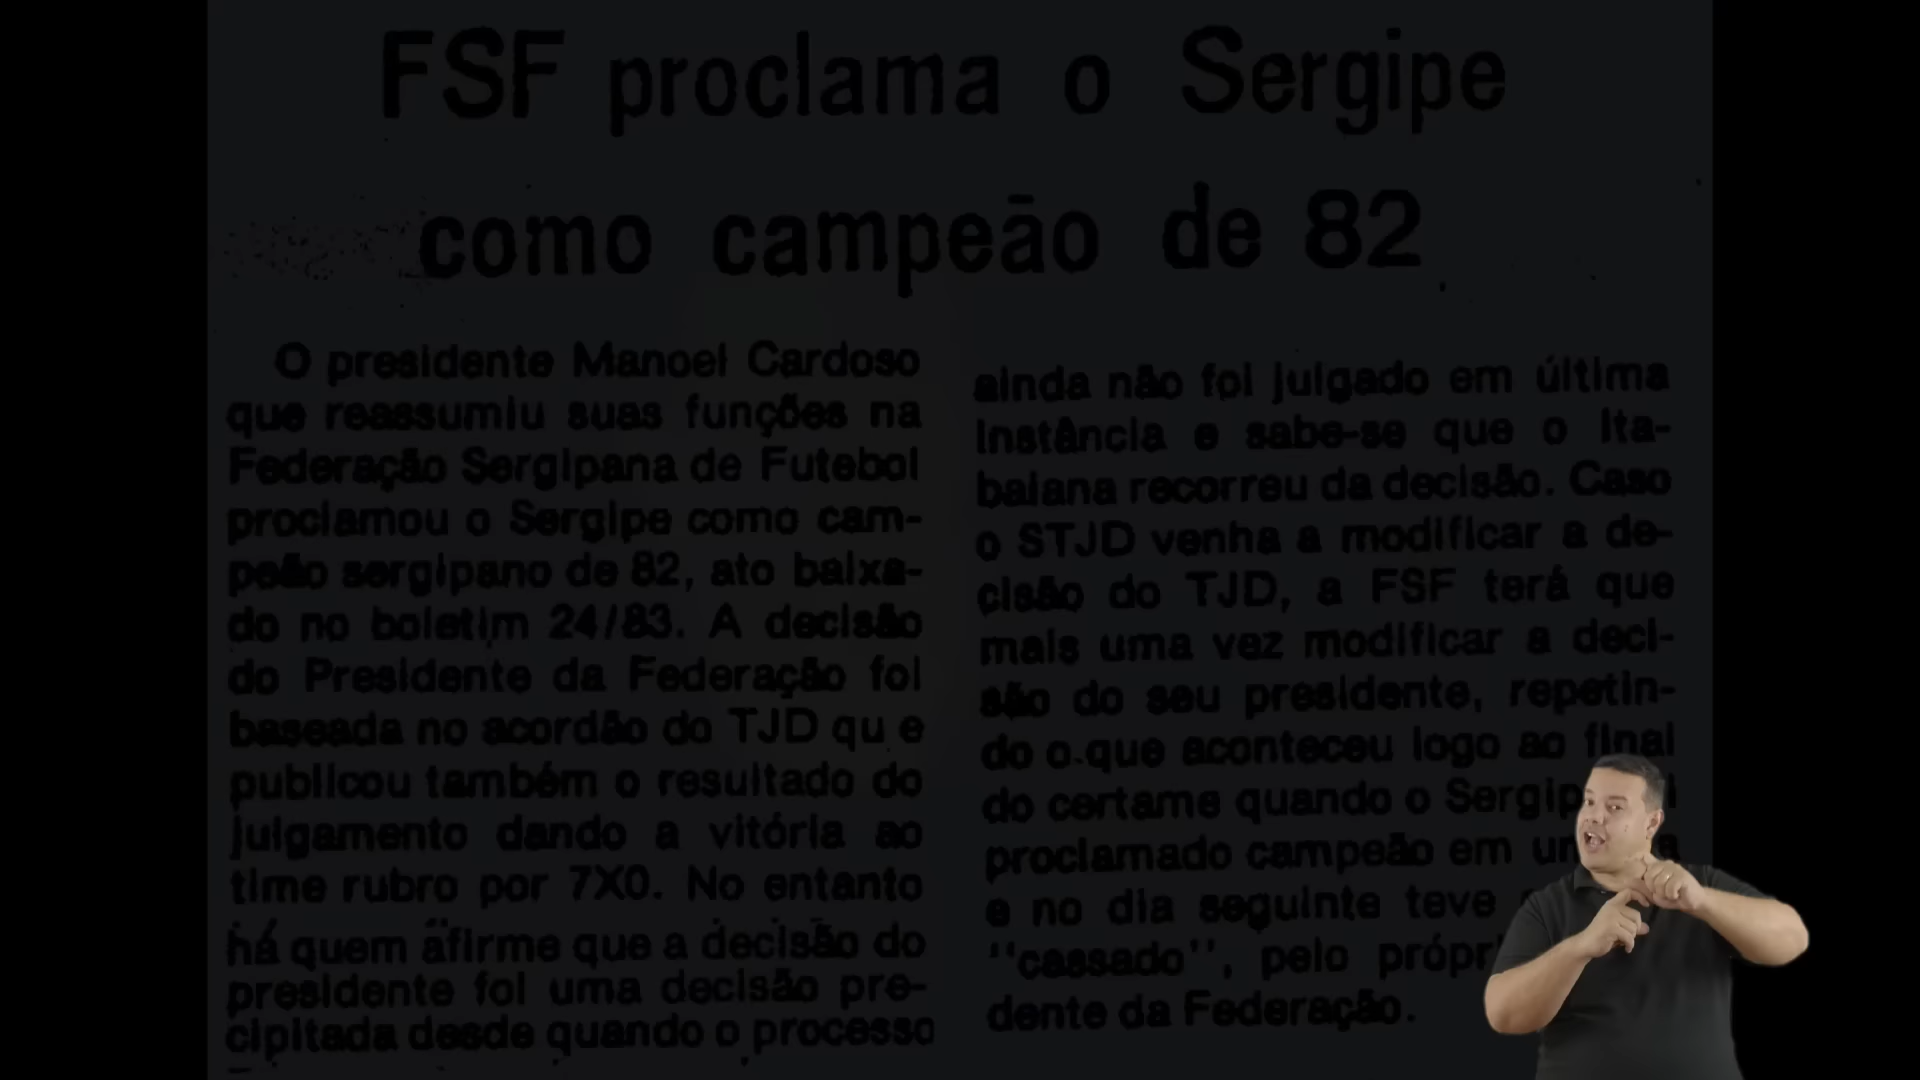 FSF proclama o Sergipe
como campeão de 82
O presidente Manoel Cardoso
que reassumiu suas funções na
Federação Sergipana de Futebol
proclamou o Sergipe como cam-
peão sergipano de 82, ato baixa-
do no boletim 24/83. A decisão
do Presidente da Federação foi
baseada no acordão do TJD qu e
publicou também o resultado do
julgamento dando a vitória ao
time rubro por 7X0. No entanto
há quem afirme que a decisão do
presidente foi uma decisão pre-
cipitada desde quando o processo
ainda não foi julgado em última
instância e sabe-se que o Ita-
baiana recorreu da decisão. Caso
o STJD venha a modificar a de-
cisão do TJD, a FSF terá que
mais uma vez modificar a deci-
são do seu presidente, repetin-
do o que aconteceu logo ao final
do certame quando o Sergipe
proclamado campeão em
e no dia seguinte teve
"cassado", pelo
dente da Federação.